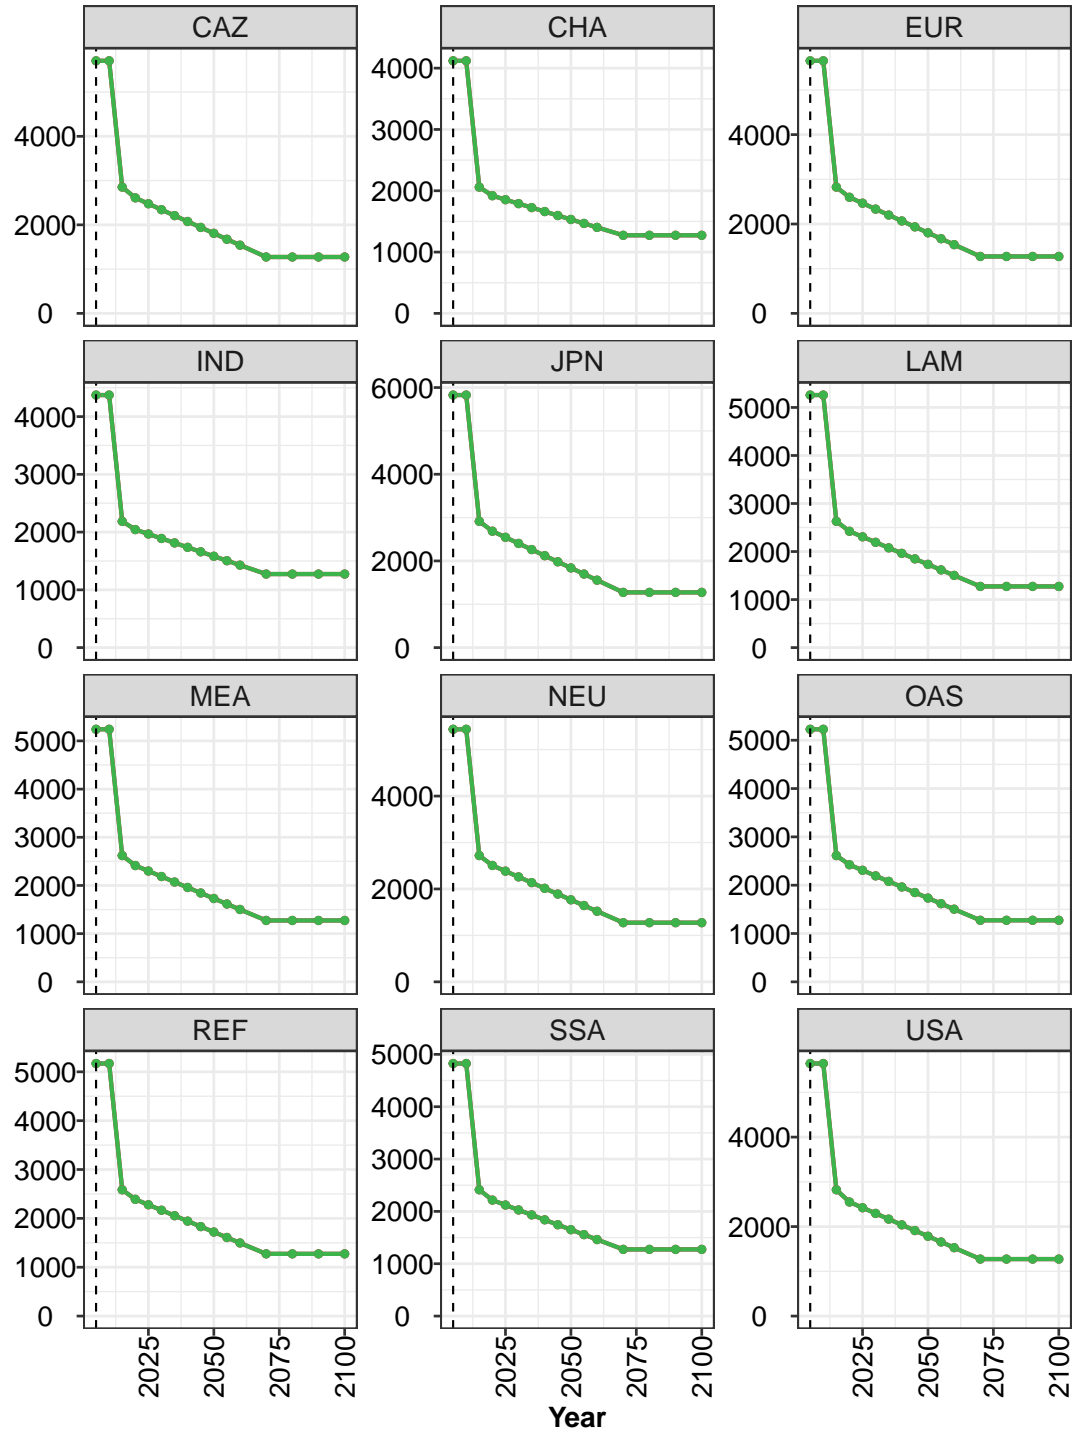 CAZ CHA EUR
4000 4000 4000
3000
2000 2000 2000
1000
0 0 0
IND JPN LAM
4000 6000 5000
3000 4000 4000
2000 3000
1000 2000 2000
1000
0 0 0
MEA NEU OAS
5000 5000
4000 4000 4000
3000 3000
2000 2000 2000
1000 1000
0 0 0
REF SSA USA
5000 5000
4000 4000 4000
3000 3000
2000 2000 2000
1000 1000
0 0 0
2025 2050 2075 2100 2025 2050 2075 2100 2025 2050 2075 2100
Year